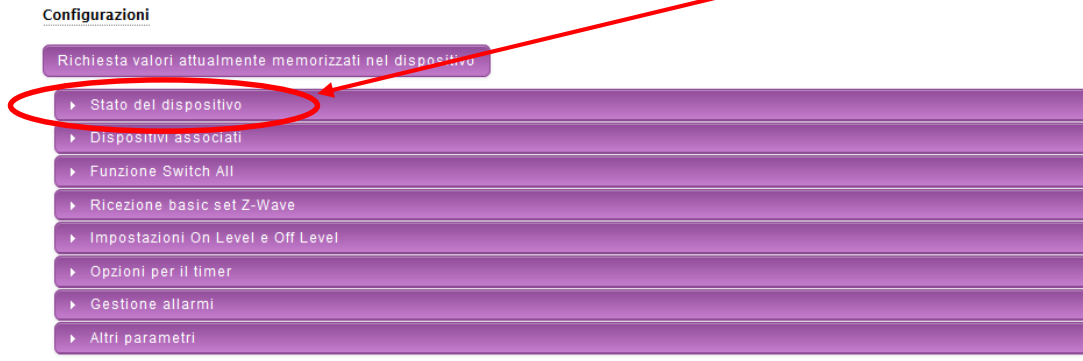 Configurazioni
Richiesta valori attualmente memorizzati nel dispositivo
Stato del dispositivo
Dispositivi associati
Funzione Switch All
Ricezione basic set Z-Wave
Impostazioni On Level e Off Level
Opzioni per il timer
Gestione allarmi
Altri parametri